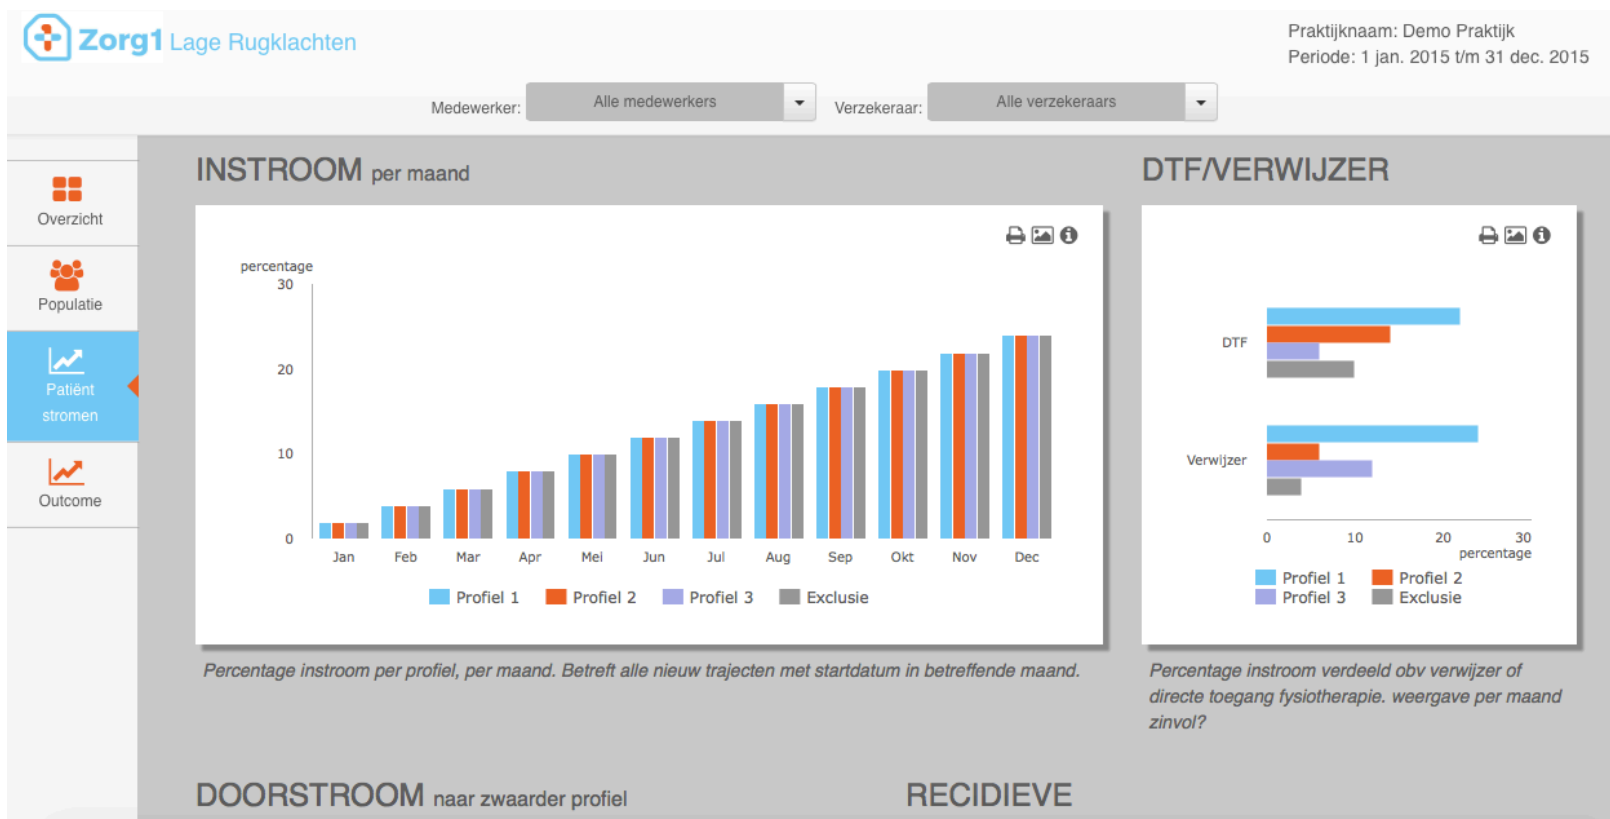 Zorg1 Lage Rugklachten
Praktijknaam: Demo Praktijk
Periode: 1 jan. 2015 t/m 31 dec. 2015
Medewerker: Alle medewerkers Verzekeraar: Alle verzekeraars
Overzicht
Populatie
Patiënt
stromen
Outcome
INSTROOM per maand
percentage
30
20
10
0
Jan Feb Mar Apr Mei Jun Jul Aug Sep Okt Nov Dec
Profiel 1 Profiel 2 Profiel 3 Exclusie
Percentage instroom per profiel, per maand. Betreft alle nieuw trajecten met startdatum in betreffende maand.
DTF/VERWIJZER
DTF
Verwijzer
0 10 20 30
percentage
Profiel 1 Profiel 2
Profiel 3 Exclusie
Percentage instroom verdeeld obv verwijzer of
directe toegang fysiotherapie. weergave per maand
zinvol?
DOORSTROOM naar zwaarder profiel
RECIDIEVE